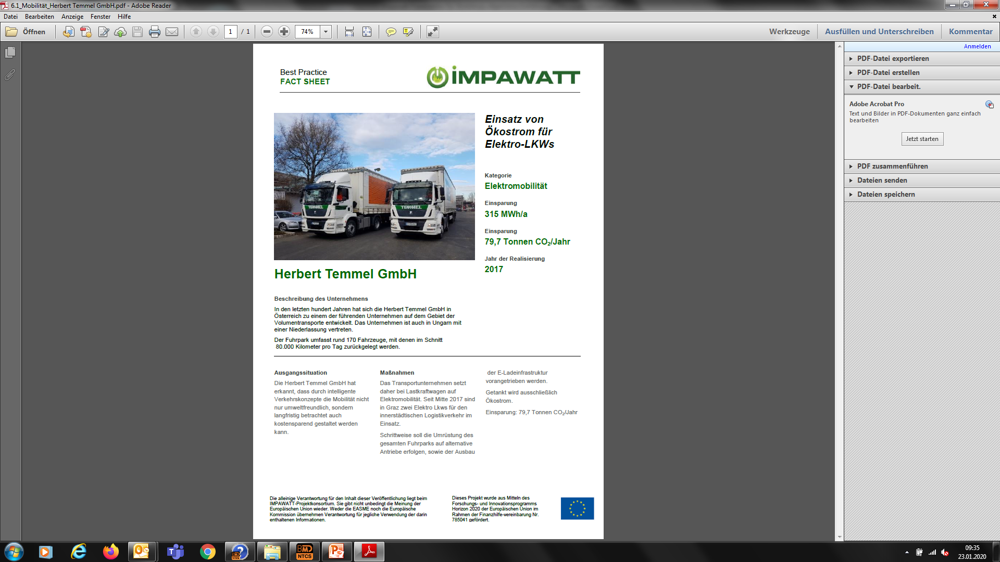 6.1_Mobilität_Herbert Temmel GmbH.pdf - Adobe Reader
Datei Bearbeiten Anzeige Fenster Hilfe
Öffnen 1 / 1 74% Werkzeuge Ausfüllen und Unterschreiben Kommentar
Anmelden
PDF-Datei exportieren
PDF-Datei erstellen
PDF-Datei bearbeit.
Adobe Acrobat Pro
Text und Bilder in PDF-Dokumenten ganz einfach
bearbeiten
Jetzt starten
PDF zusammenführen
Dateien senden
Dateien speichern
Best Practice
FACT SHEET
IMPAWATT
TEMMEL
TEMMEL
Einsatz von
Ökostrom für
Elektro-LKWs
Kategorie
Elektromobilität
Einsparung
315 MWh/a
Einsparung
79,7 Tonnen CO₂/Jahr
Jahr der Realisierung
2017
Herbert Temmel GmbH
Beschreibung des Unternehmens
In den letzten hundert Jahren hat sich die Herbert Temmel GmbH in
Österreich zu einem der führenden Unternehmen auf dem Gebiet der
Volumentransporte entwickelt. Das Unternehmen ist auch in Ungarn mit
einer Niederlassung vertreten.
Der Fuhrpark umfasst rund 170 Fahrzeuge, mit denen im Schnitt
80.000 Kilometer pro Tag zurückgelegt werden.
Ausgangssituation
Die Herbert Temmel GmbH hat
erkannt, dass durch intelligente
Verkehrskonzepte die Mobilität nicht
nur umweltfreundlich, sondern
langfristig betrachtet auch
kostensparend gestaltet werden
kann.
Maßnahmen
Das Transportunternehmen setzt
daher bei Lastkraftwagen auf
Elektromobilität. Seit Mitte 2017 sind
in Graz zwei Elektro Lkws für den
innerstädtischen Logistikverkehr im
Einsatz.
Schrittweise soll die Umrüstung des
gesamten Fuhrparks auf alternative
Antriebe erfolgen, sowie der Ausbau
der E-Ladeinfrastruktur
vorangetrieben werden.
Getankt wird ausschließlich
Ökostrom.
Einsparung: 79,7 Tonnen CO₂/Jahr
Die alleinige Verantwortung für den Inhalt dieser Veröffentlichung liegt beim
IMPAWATT-Projektkonsortium. Sie gibt nicht unbedingt die Meinung der
Europäischen Union wieder. Weder die EASME noch die Europäische
Kommission übernehmen Verantwortung für jegliche Verwendung der darin
enthaltenen Informationen.
Dieses Projekt wurde aus Mitteln des
Forschungs- und Innovationsprogramms
Horizon 2020 der Europäischen Union im
Rahmen der Finanzhilfe-vereinbarung Nr.
785041 gefördert.
BMD
NTCS
BMD
NTCS
09:35
23.01.2020